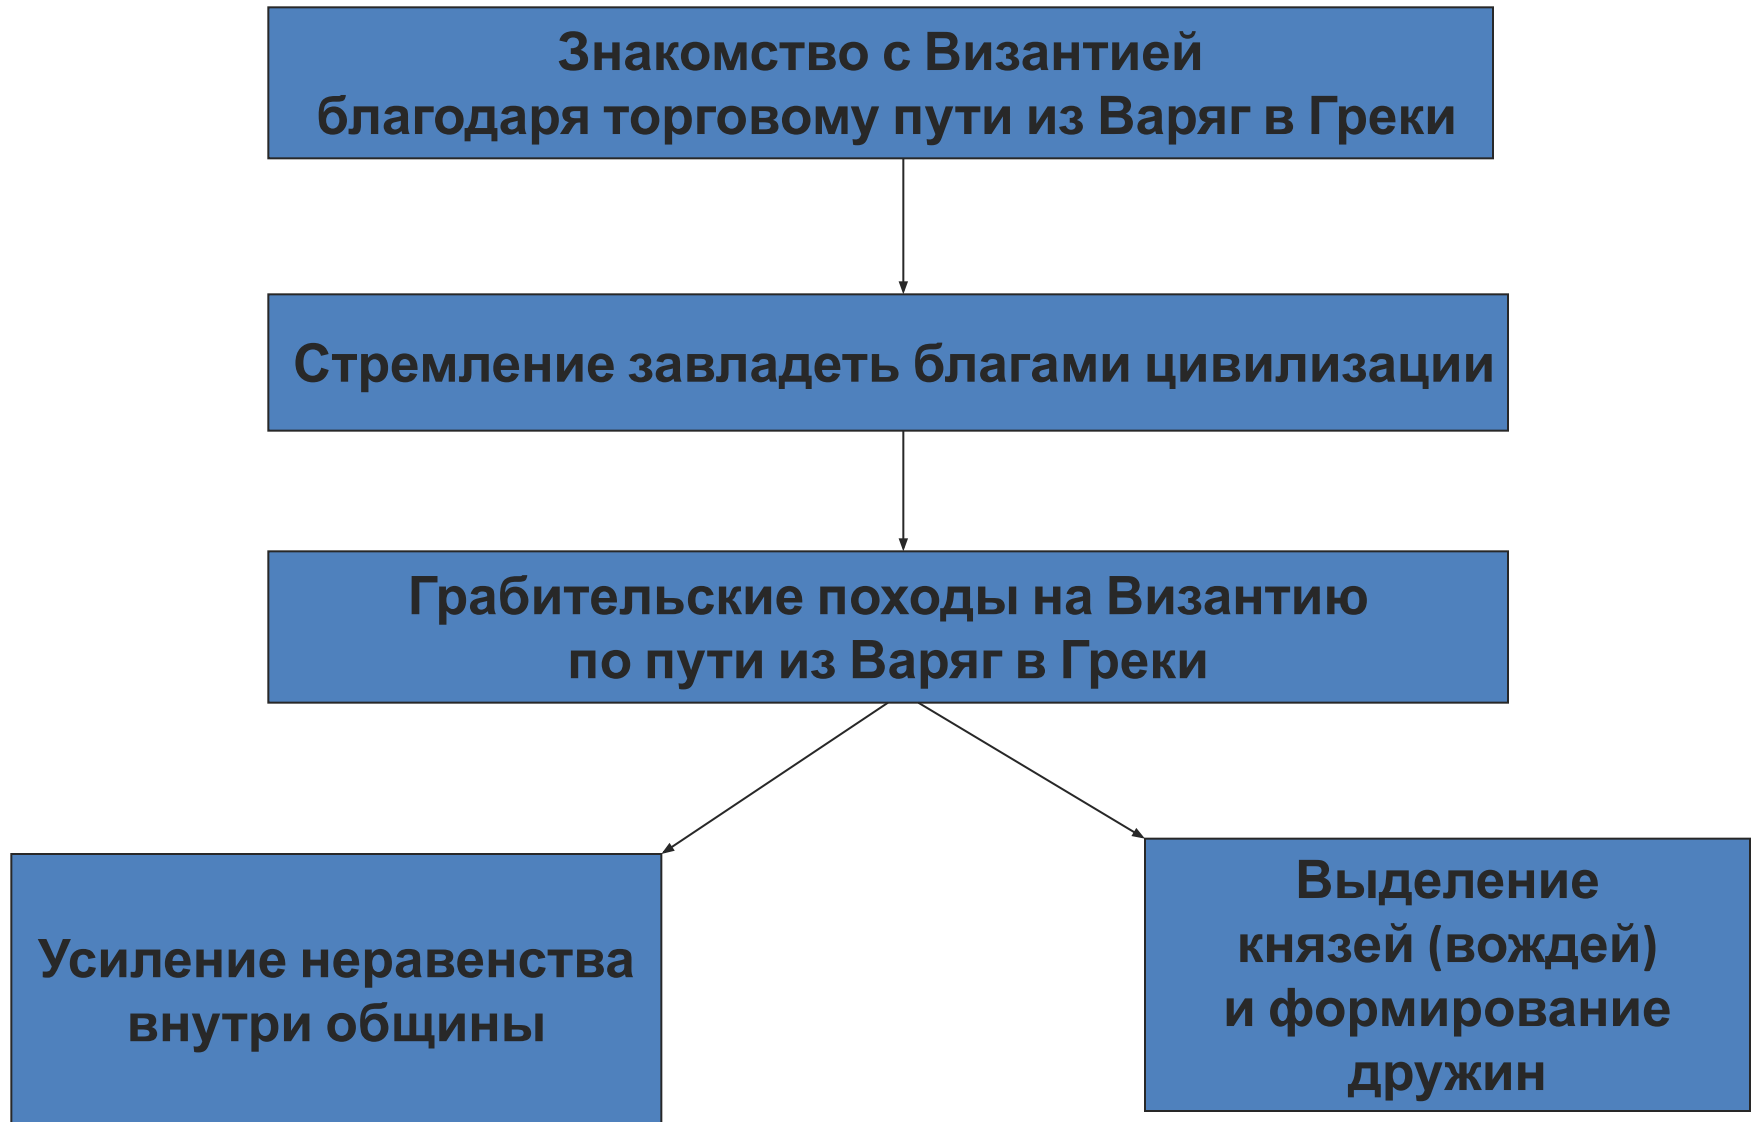 Знакомство с Византией
благодаря торговому пути из Варяг в Греки
Стремление завладеть благами цивилизации
Грабительские походы на Византию
по пути из Варяг в Греки
Усиление неравенства
внутри общины
Выделение
князей (вождей)
и формирование
дружин